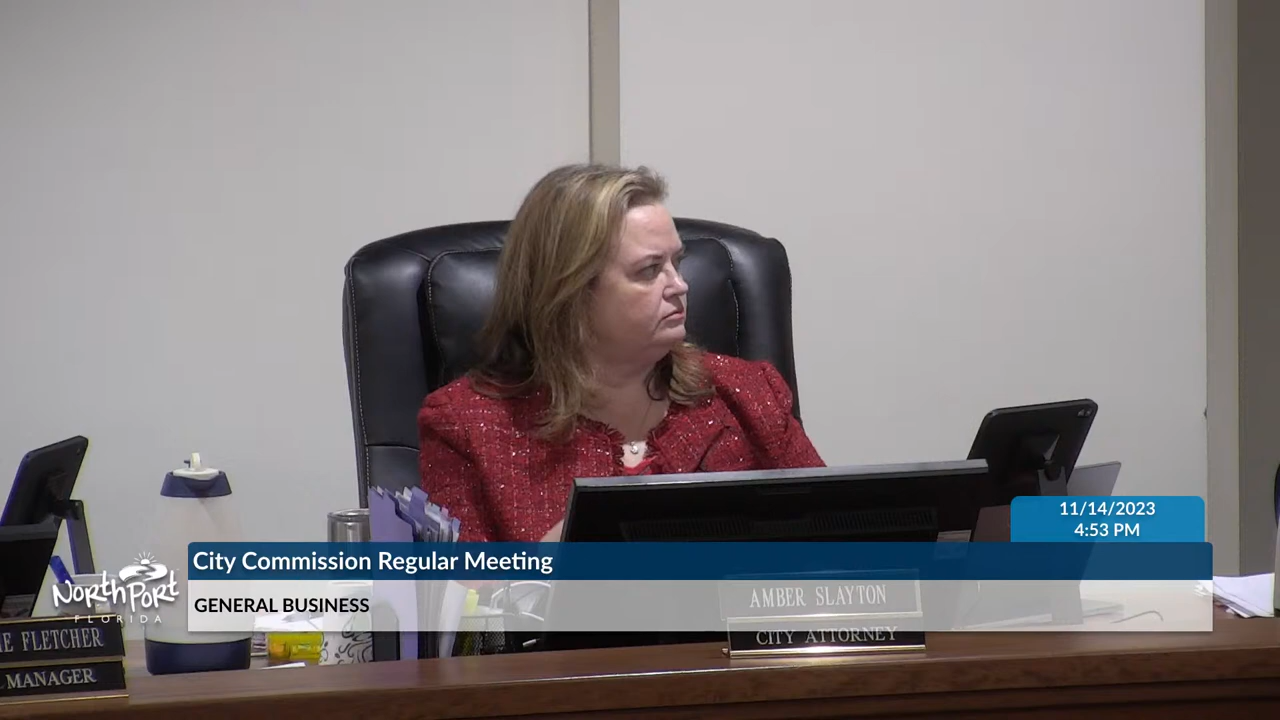 11/14/2023
4:53 PM
City Commission Regular Meeting
GENERAL BUSINESS
North Port
FLORIDA
AMBER SLAYTON
CITY ATTORNEY
E FLETCHER
MANAGER